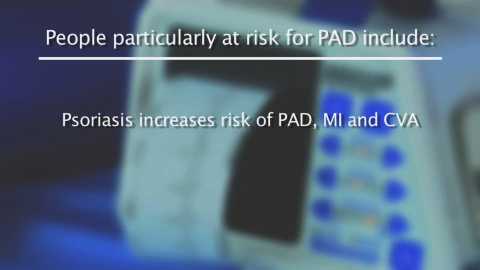 People particularly at risk for PAD include:
Psoriasis increases risk of PAD, MI and CVA